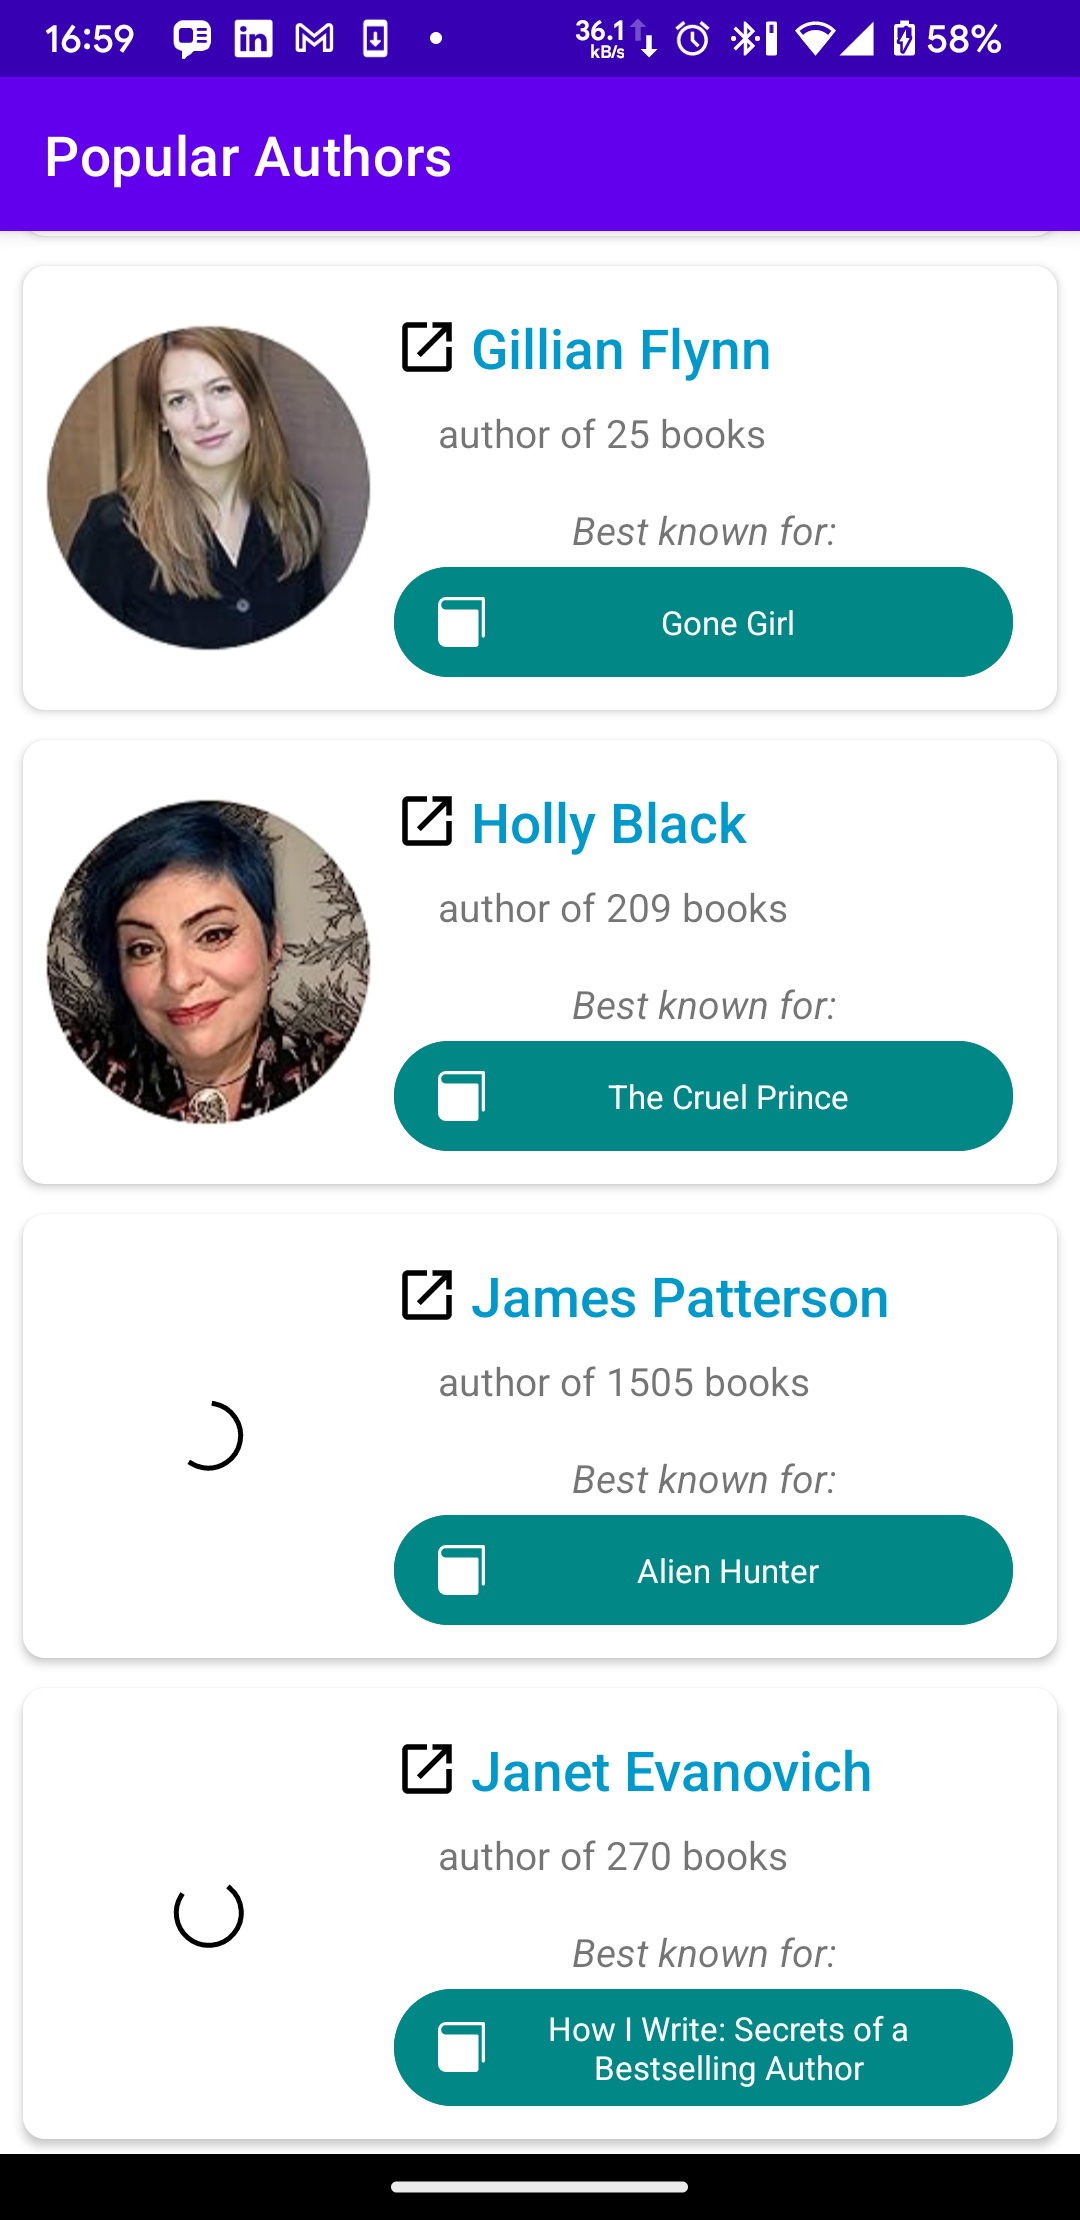 16:59
36.1
kB/s
58%
Popular Authors
Gillian Flynn
author of 25 books
Best known for:
Gone Girl
Holly Black
author of 209 books
Best known for:
The Cruel Prince
James Patterson
author of 1505 books
Best known for:
Alien Hunter
Janet Evanovich
author of 270 books
Best known for:
How I Write: Secrets of a
Bestselling Author